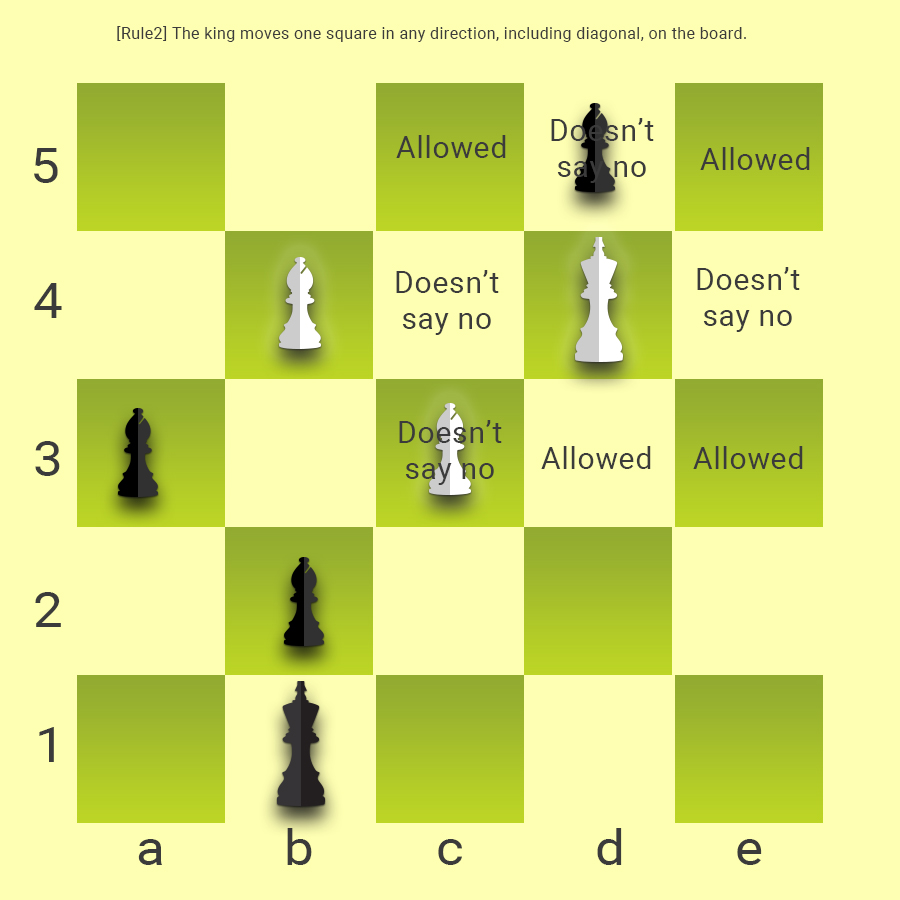 [Rule2] The king moves one square in any direction, including diagonal, on the board.
5
Allowed
Doesn't
say no
Allowed
4
Doesn't
say no
Doesn't
say no
3
Doesn't
say no
Allowed
Allowed
2
1
a b c d e